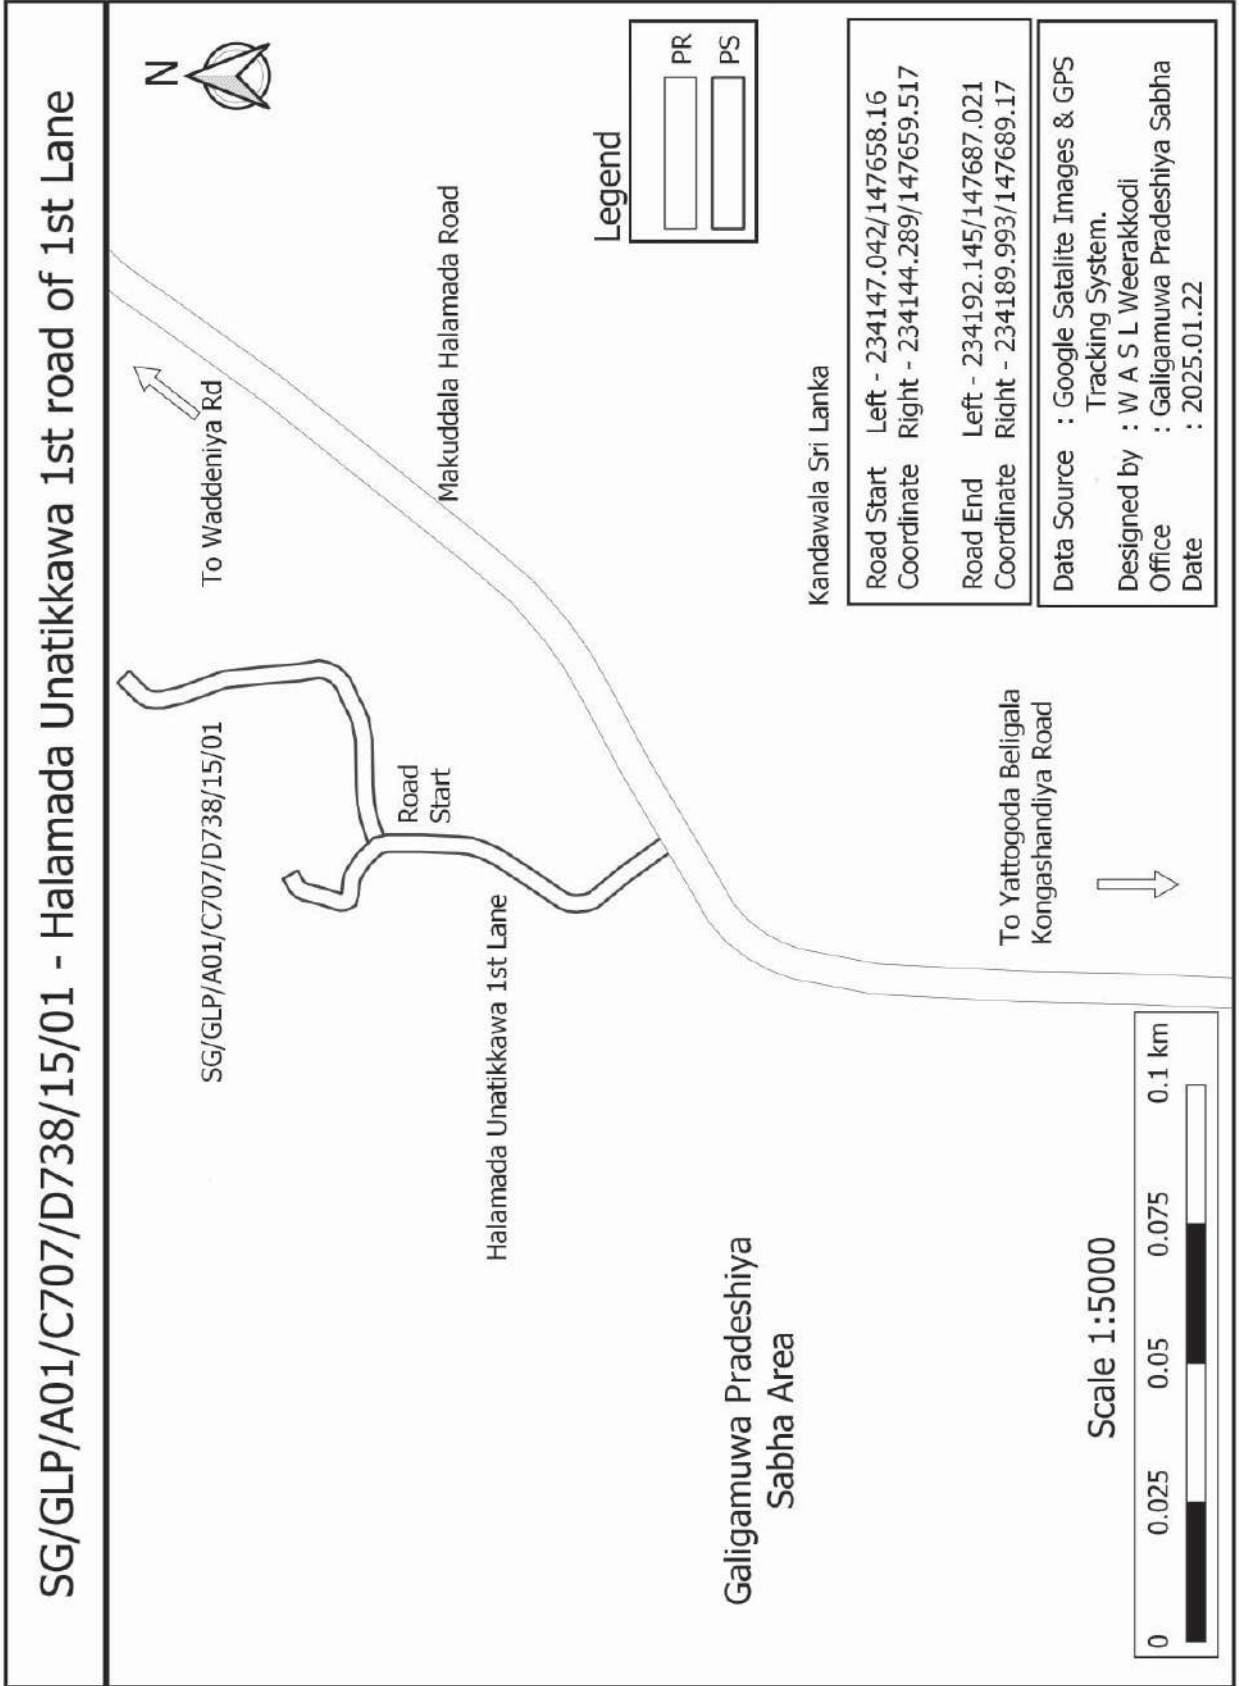 SG/GLP/A01/C707/D738/15/01 - Halamada Unatikkawa 1st road of 1st Lane
N
To Waddeniya Rd
SG/GLP/A01/C707/D738/15/01
Road
Start
Makuddala Halamada Road
Halamada Unatikkawa 1st Lane
Legend
PR
PS
Galigamuwa Pradeshiya
Sabha Area
Kandawala Sri Lanka
Road Start Left - 234147.042/147658.16
Coordinate Right - 234144.289/147659.517
Road End Left - 234192.145/147687.021
Coordinate Right - 234189.993/147689.17
To Yattogoda Beligala
Kongashandiya Road
Data Source : Google Satalite Images & GPS
Tracking System.
Designed by : W A S L Weerakkodi
Office : Galigamuwa Pradeshiya Sabha
Date : 2025.01.22
Scale 1:5000
0 0.025 0.05 0.075 0.1 km